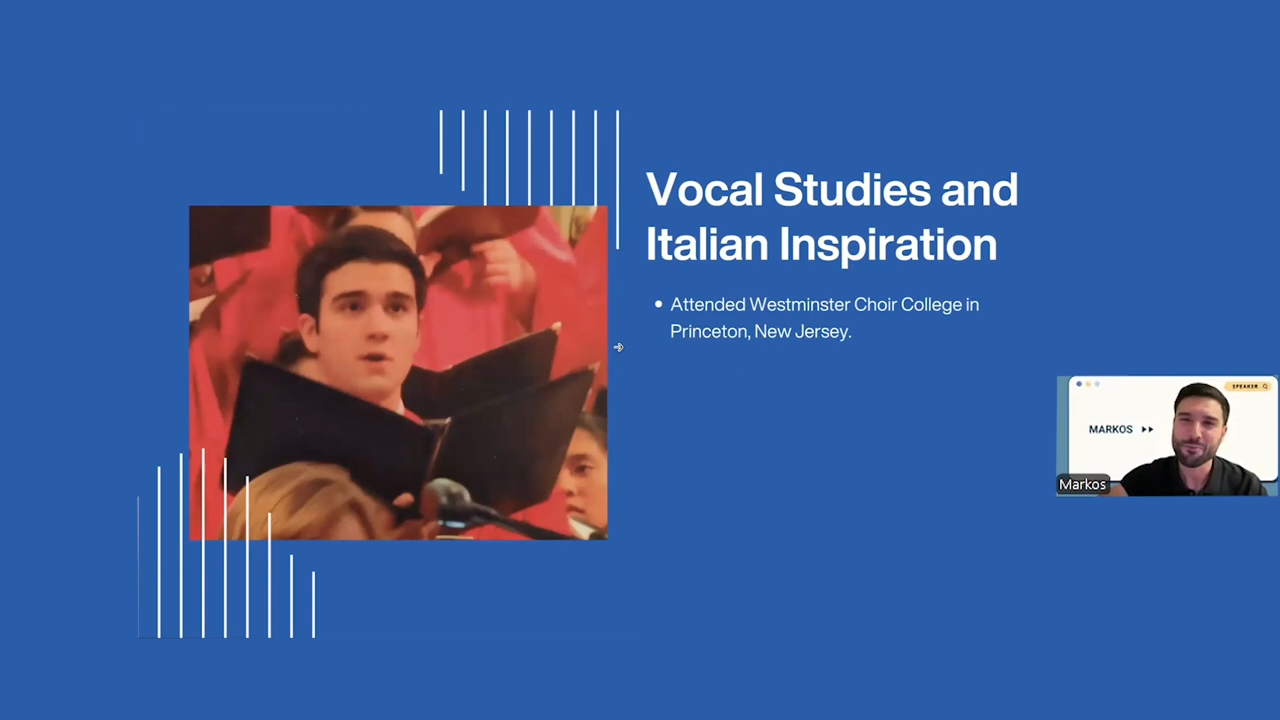 Vocal Studies and
Italian Inspiration
Attended Westminster Choir College in
Princeton, New Jersey.
SPEAKER
MARKOS
Markos